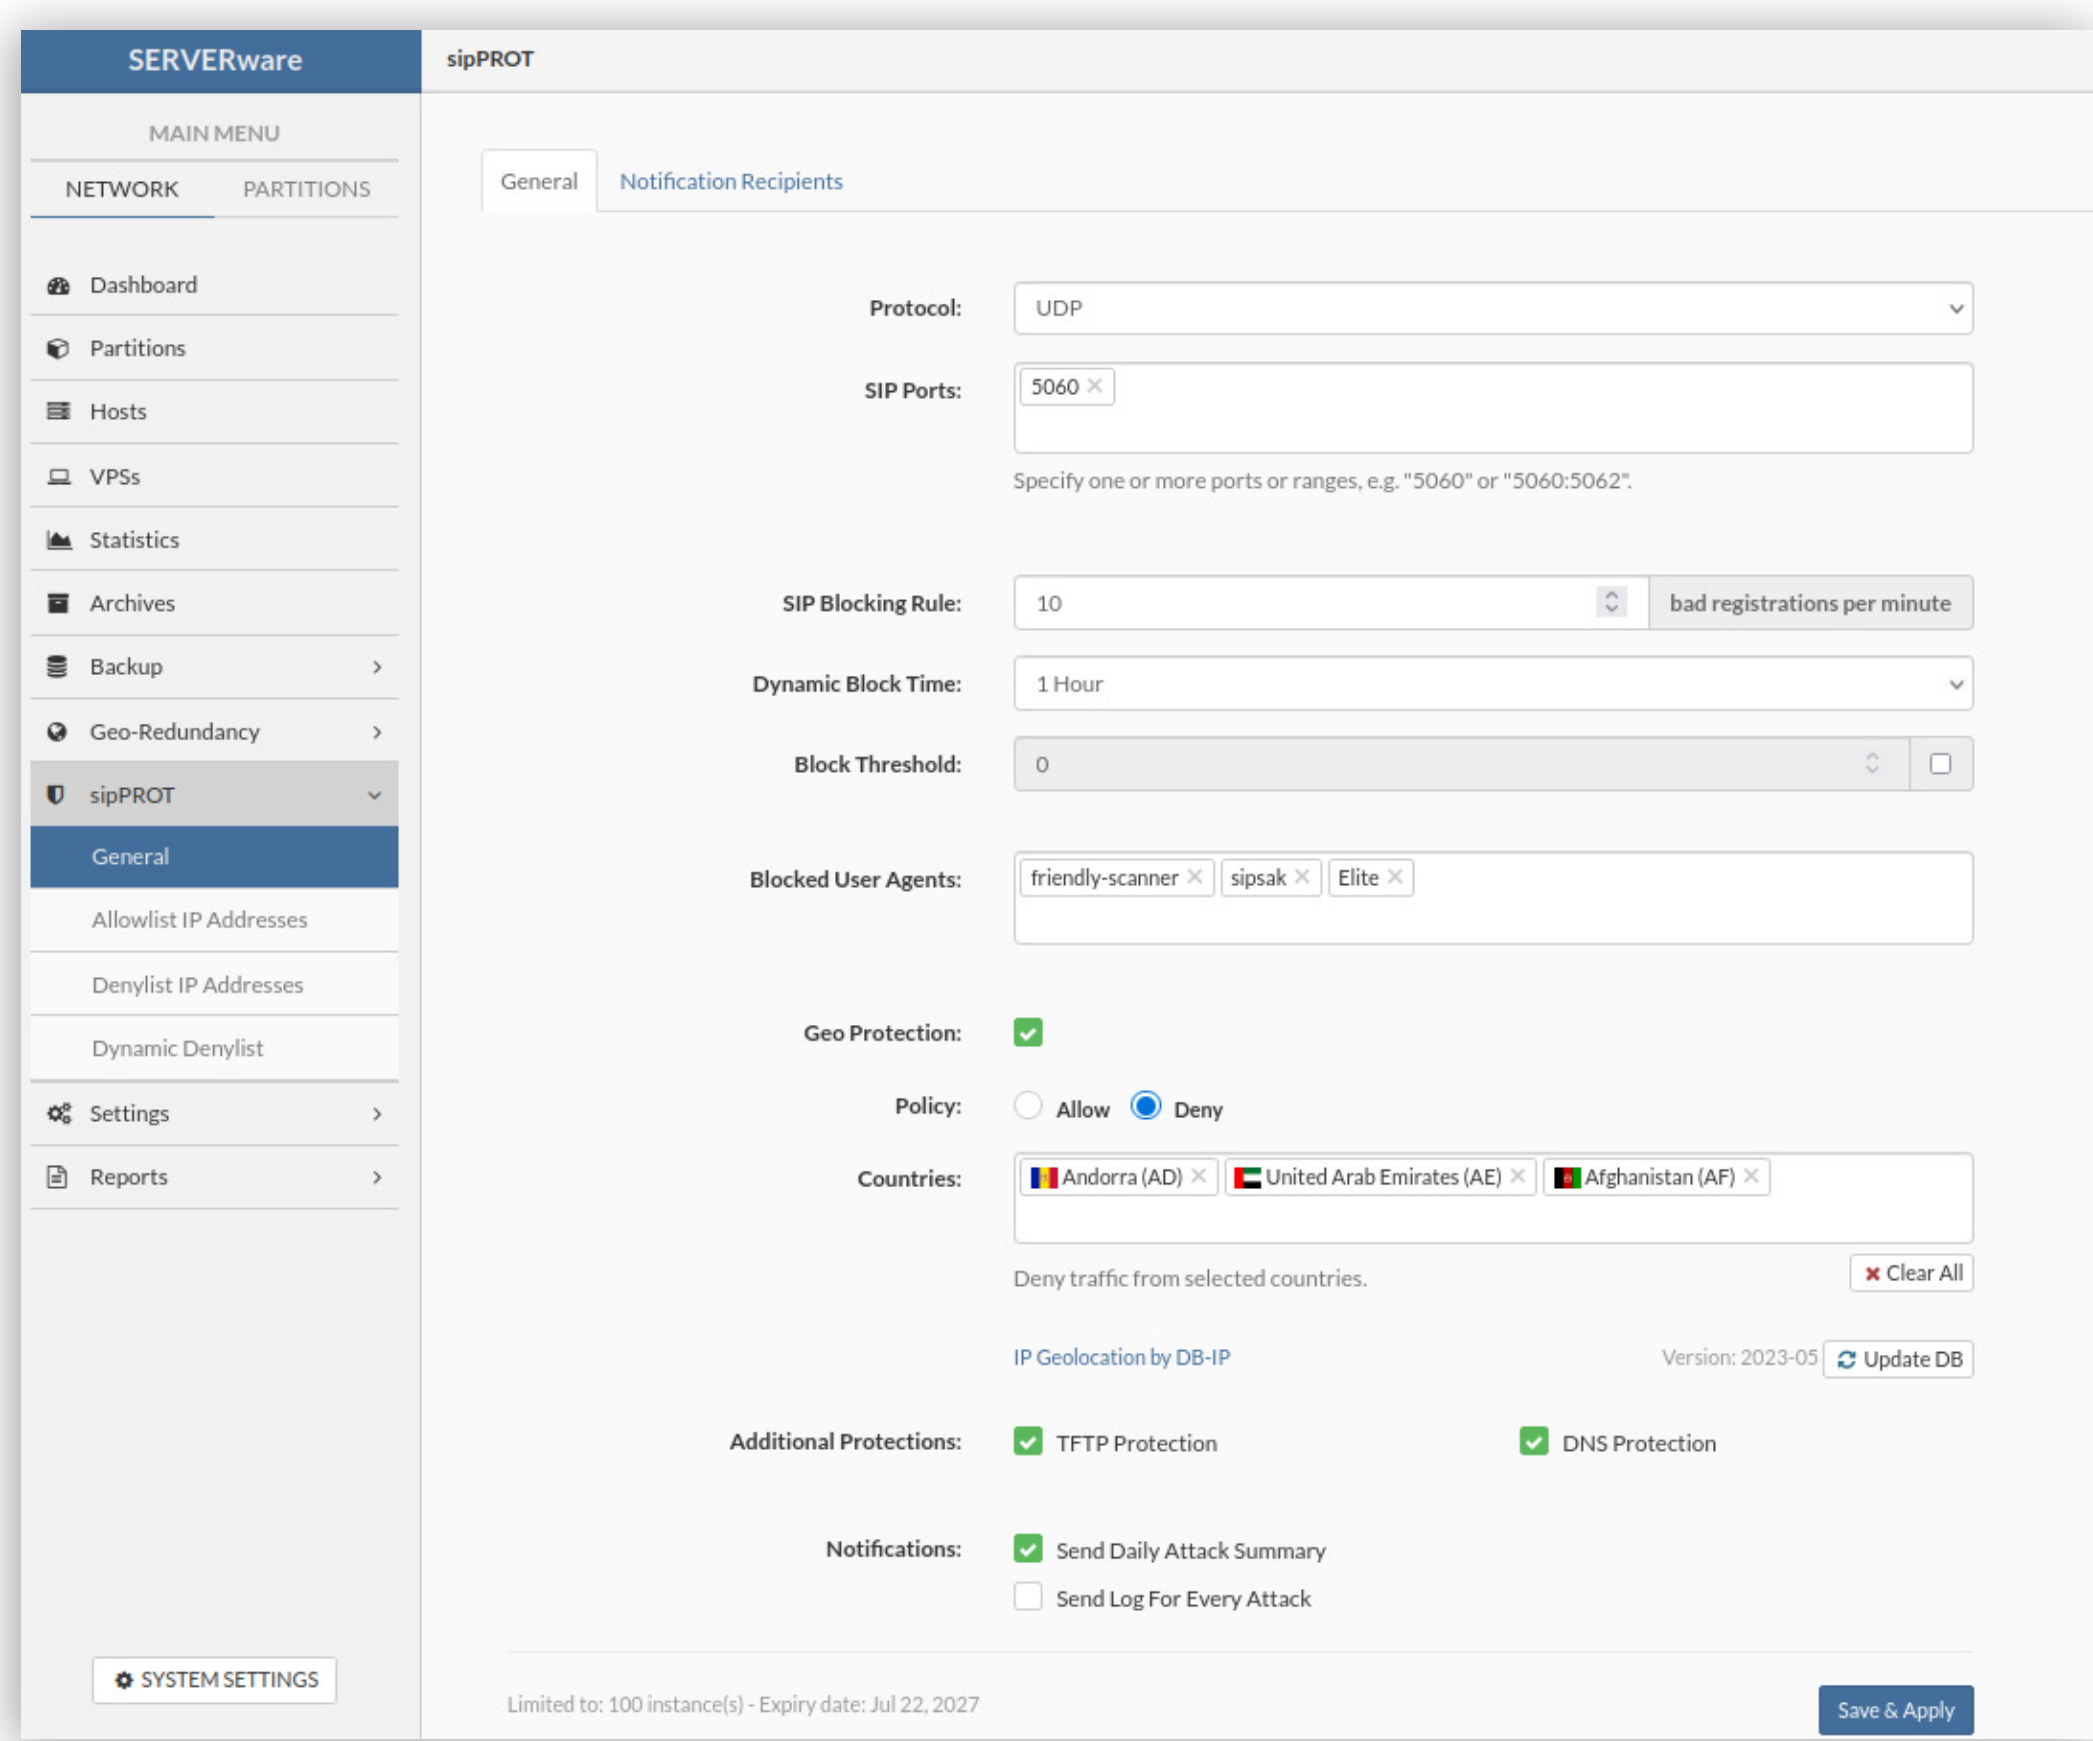 SERVERware
sipPROT
MAIN MENU
NETWORK PARTITIONS
Dashboard
Partitions
Hosts
VPSs
Statistics
Archives
Backup
Geo-Redundancy
sipPROT
General
Allowlist IP Addresses
Denylist IP Addresses
Dynamic Denylist
Settings
Reports
SYSTEM SETTINGS
General Notification Recipients
Protocol: UDP
SIP Ports: 5060
Specify one or more ports or ranges, e.g. "5060" or "5060:5062".
SIP Blocking Rule: 10 bad registrations per minute
Dynamic Block Time: 1 Hour
Block Threshold: 0
Blocked User Agents: friendly-scanner sipsak Elite
Geo Protection:
Policy: Allow Deny
Countries: Andorra (AD) United Arab Emirates (AE) Afghanistan (AF)
Deny traffic from selected countries. Clear All
IP Geolocation by DB-IP Version: 2023-05 Update DB
Additional Protections: TFTP Protection DNS Protection
Notifications: Send Daily Attack Summary
Send Log For Every Attack
Limited to: 100 instance(s) - Expiry date: Jul 22, 2027 Save & Apply